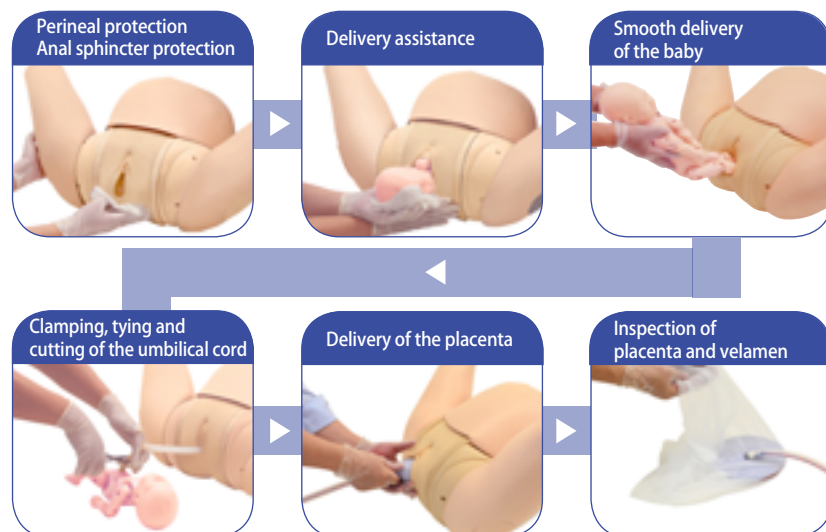 Perineal protection
Anal sphincter protection
Delivery assistance
Smooth delivery
of the baby
Clamping, tying and
cutting of the umbilical cord
Delivery of the placenta
Inspection of
placenta and velamen